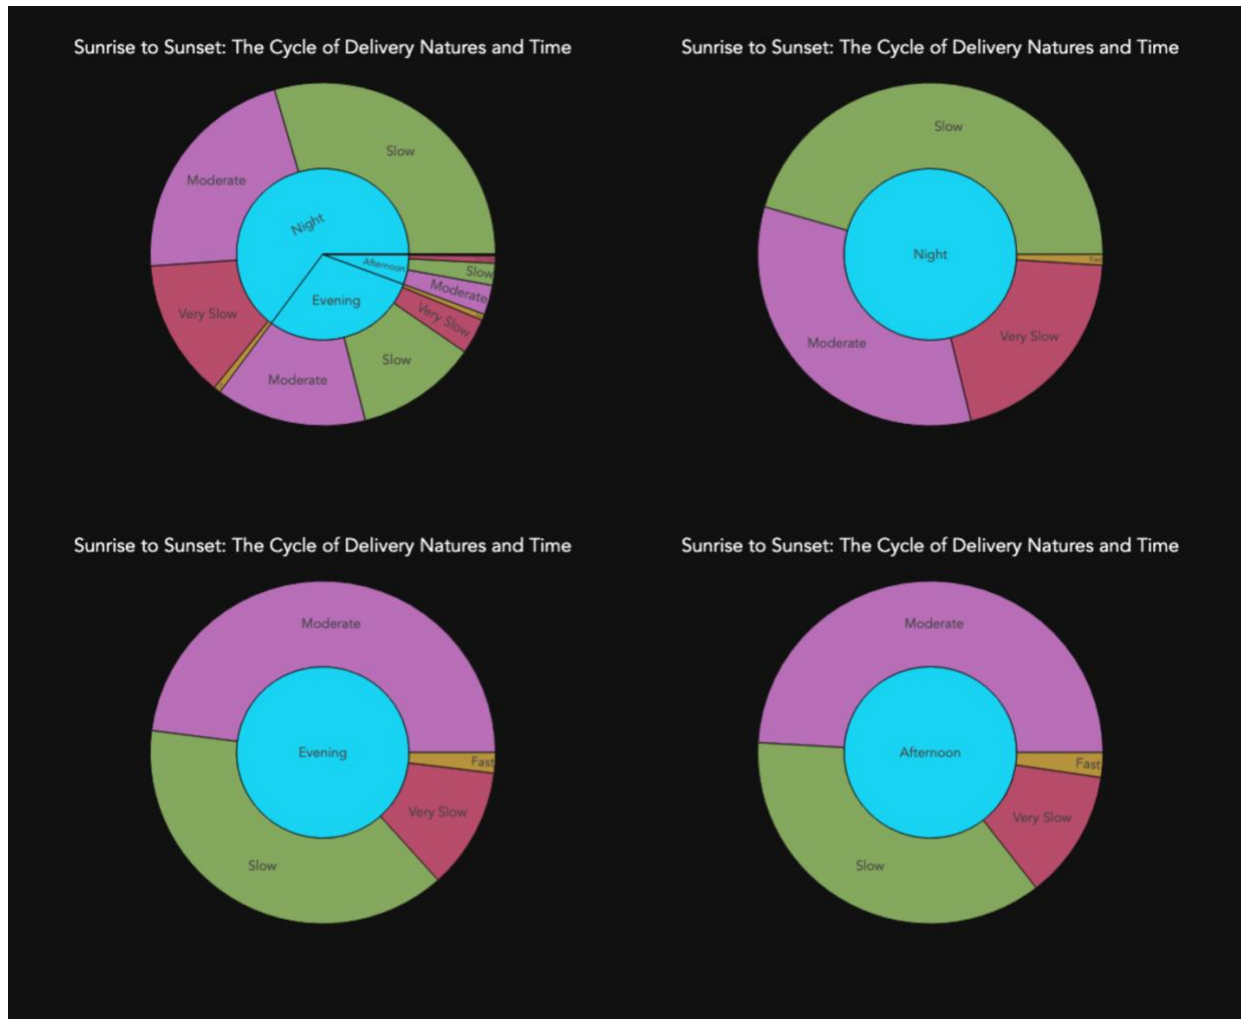 Sunrise to Sunset: The Cycle of Delivery Natures and Time
Slow
Moderate
Night
Afternoon
Slow
Moderate
Evening
Very Slow
Very Slow
Slow
Moderate
Sunrise to Sunset: The Cycle of Delivery Natures and Time
Slow
Night
Fast
Very Slow
Moderate
Sunrise to Sunset: The Cycle of Delivery Natures and Time
Moderate
Evening
Fast
Very Slow
Slow
Sunrise to Sunset: The Cycle of Delivery Natures and Time
Moderate
Afternoon
Fast
Very Slow
Slow